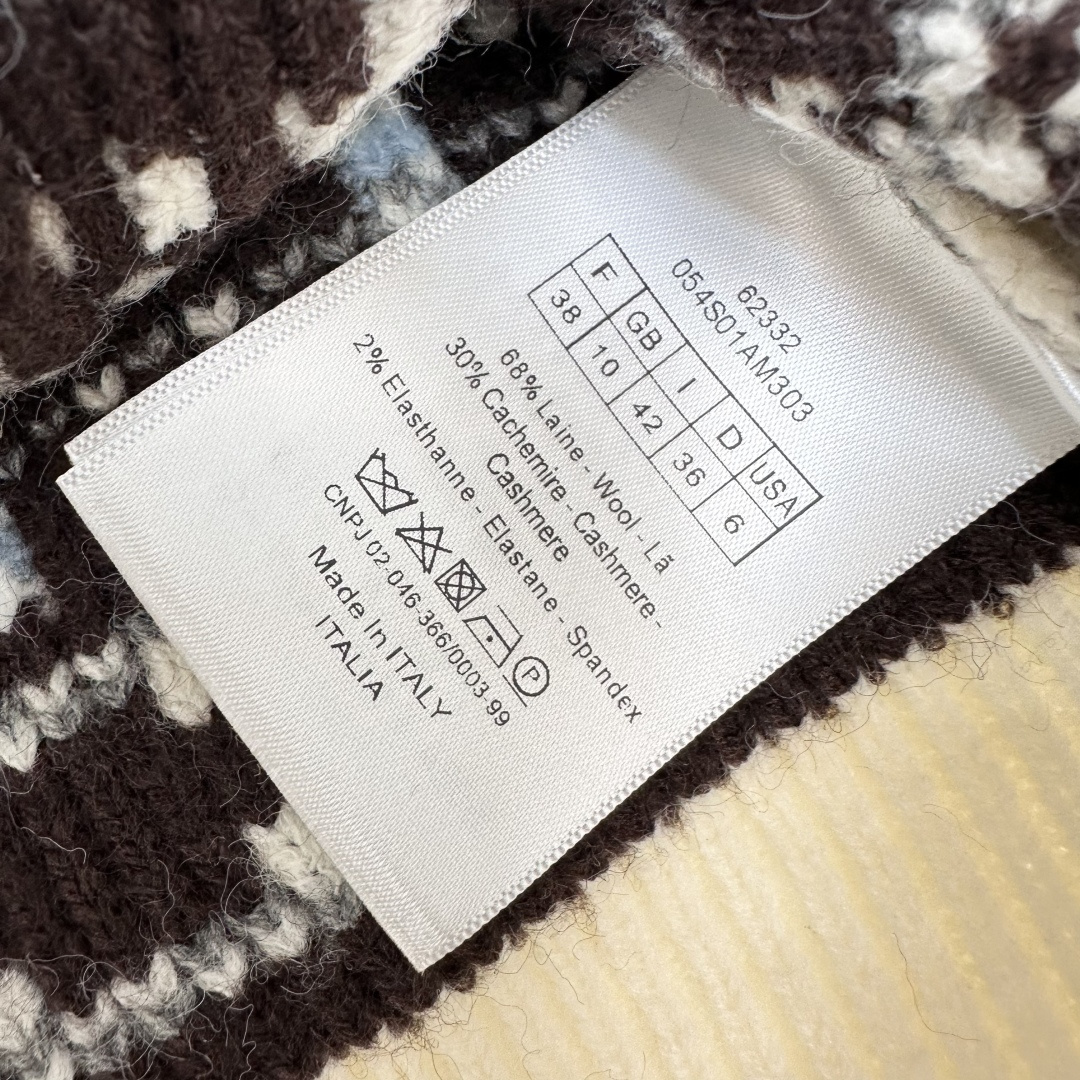 62332
054S01AM303
F GB I D USA
38 10 42 36 6
68% Laine - Wool - Lã
30% Cachemire - Cashmere -
Cashmere
2% Elasthanne - Elastane - Spandex
P
CNPJ 02-046-366/0003-99
Made In ITALY
ITALIA